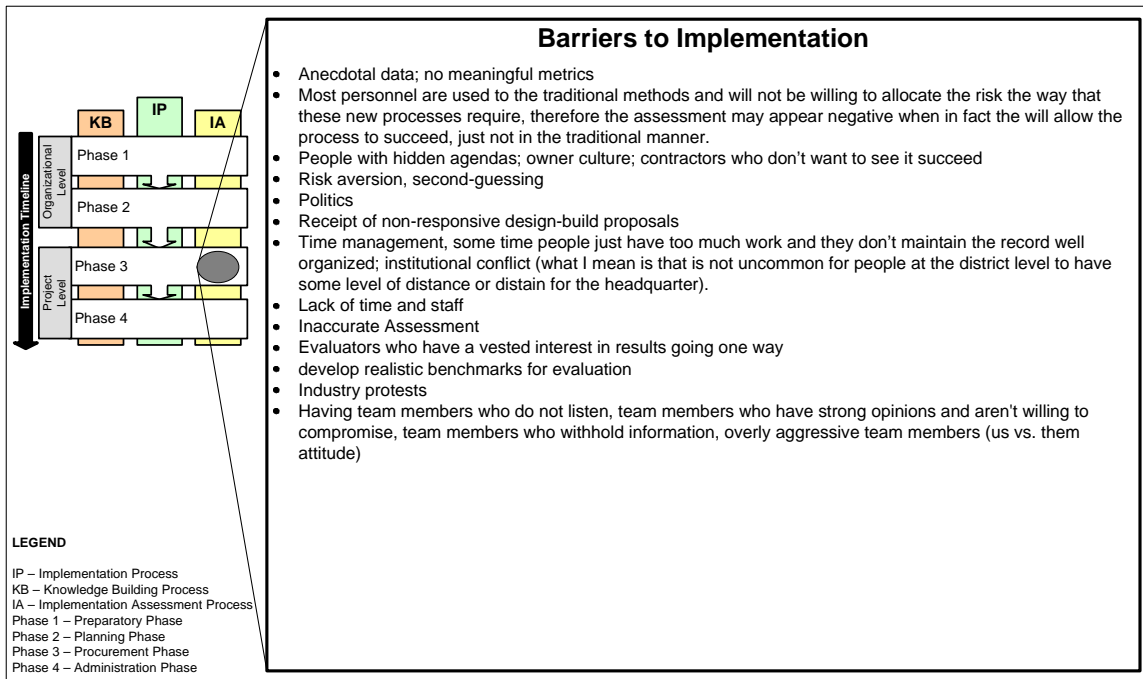 Barriers to Implementation
• Anecdotal data; no meaningful metrics
• Most personnel are used to the traditional methods and will not be willing to allocate the risk the way that
these new processes require, therefore the assessment may appear negative when in fact the will allow the
process to succeed, just not in the traditional manner.
• People with hidden agendas; owner culture; contractors who don’t want to see it succeed
• Risk aversion, second-guessing
• Politics
• Receipt of non-responsive design-build proposals
• Time management, some time people just have too much work and they don’t maintain the record well
organized; institutional conflict (what I mean is that is not uncommon for people at the district level to have
some level of distance or distain for the headquarter).
• Lack of time and staff
• Inaccurate Assessment
• Evaluators who have a vested interest in results going one way
• develop realistic benchmarks for evaluation
• Industry protests
• Having team members who do not listen, team members who have strong opinions and aren't willing to
compromise, team members who withhold information, overly aggressive team members (us vs. them
attitude)
KB
IP
IA
Implementation Timeline
Organizational
Level
Phase 1
Phase 2
Project
Level
Phase 3
Phase 4
LEGEND
IP – Implementation Process
KB – Knowledge Building Process
IA – Implementation Assessment Process
Phase 1 – Preparatory Phase
Phase 2 – Planning Phase
Phase 3 – Procurement Phase
Phase 4 – Administration Phase